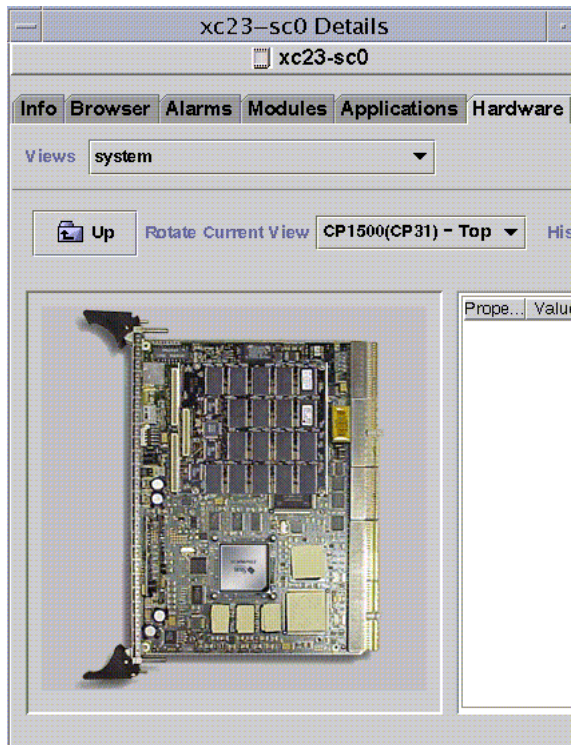 xc23-sc0 Details
xc23-sc0
Info Browser Alarms Modules Applications Hardware
Views system
Up Rotate Current View CP1500(CP31) - Top His
Prope... Value